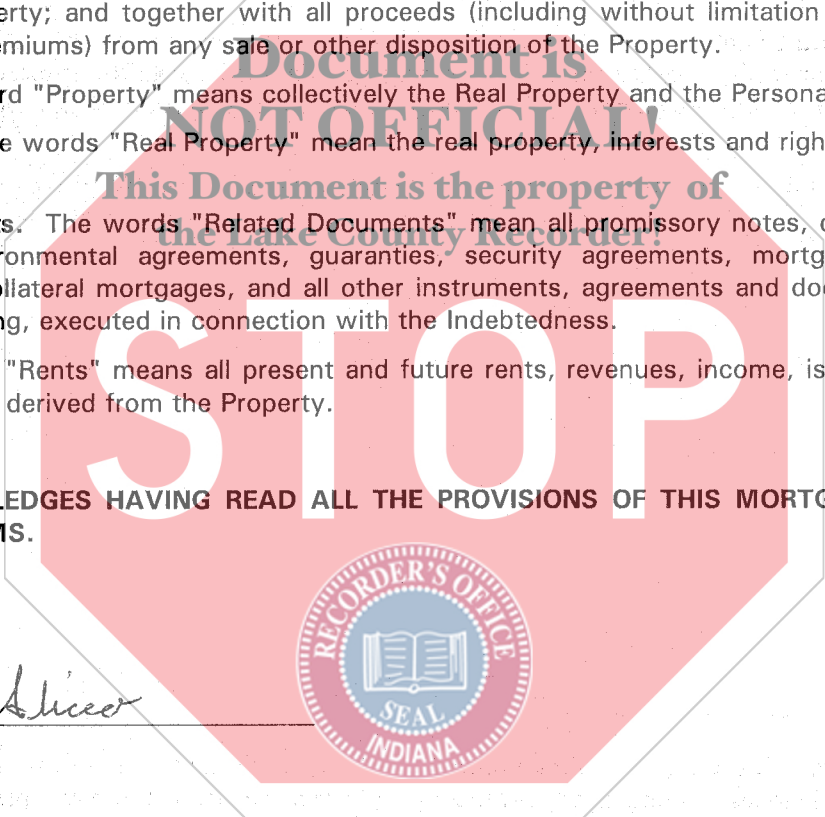 erty; and together with all proceeds (including without limitation
emiums) from any sale or other disposition of the Property.
Document is
rd "Property" means collectively the Real Property and the Persona
NOT OFFICIAL!
e words "Real Property" mean the real property, interests and righ
This Document is the property of
s. The words "Related Documents" mean all promissory notes, c
the Lake County Recorder!
ronmental agreements, guaranties, security agreements, mortg
ollateral mortgages, and all other instruments, agreements and do
ng, executed in connection with the Indebtedness.
"Rents" means all present and future rents, revenues, income, is
derived from the Property.
STOP
LEDGES HAVING READ ALL THE PROVISIONS OF THIS MORTG
MS.
RECORDER'S OFFICE
SEAL
INDIANA